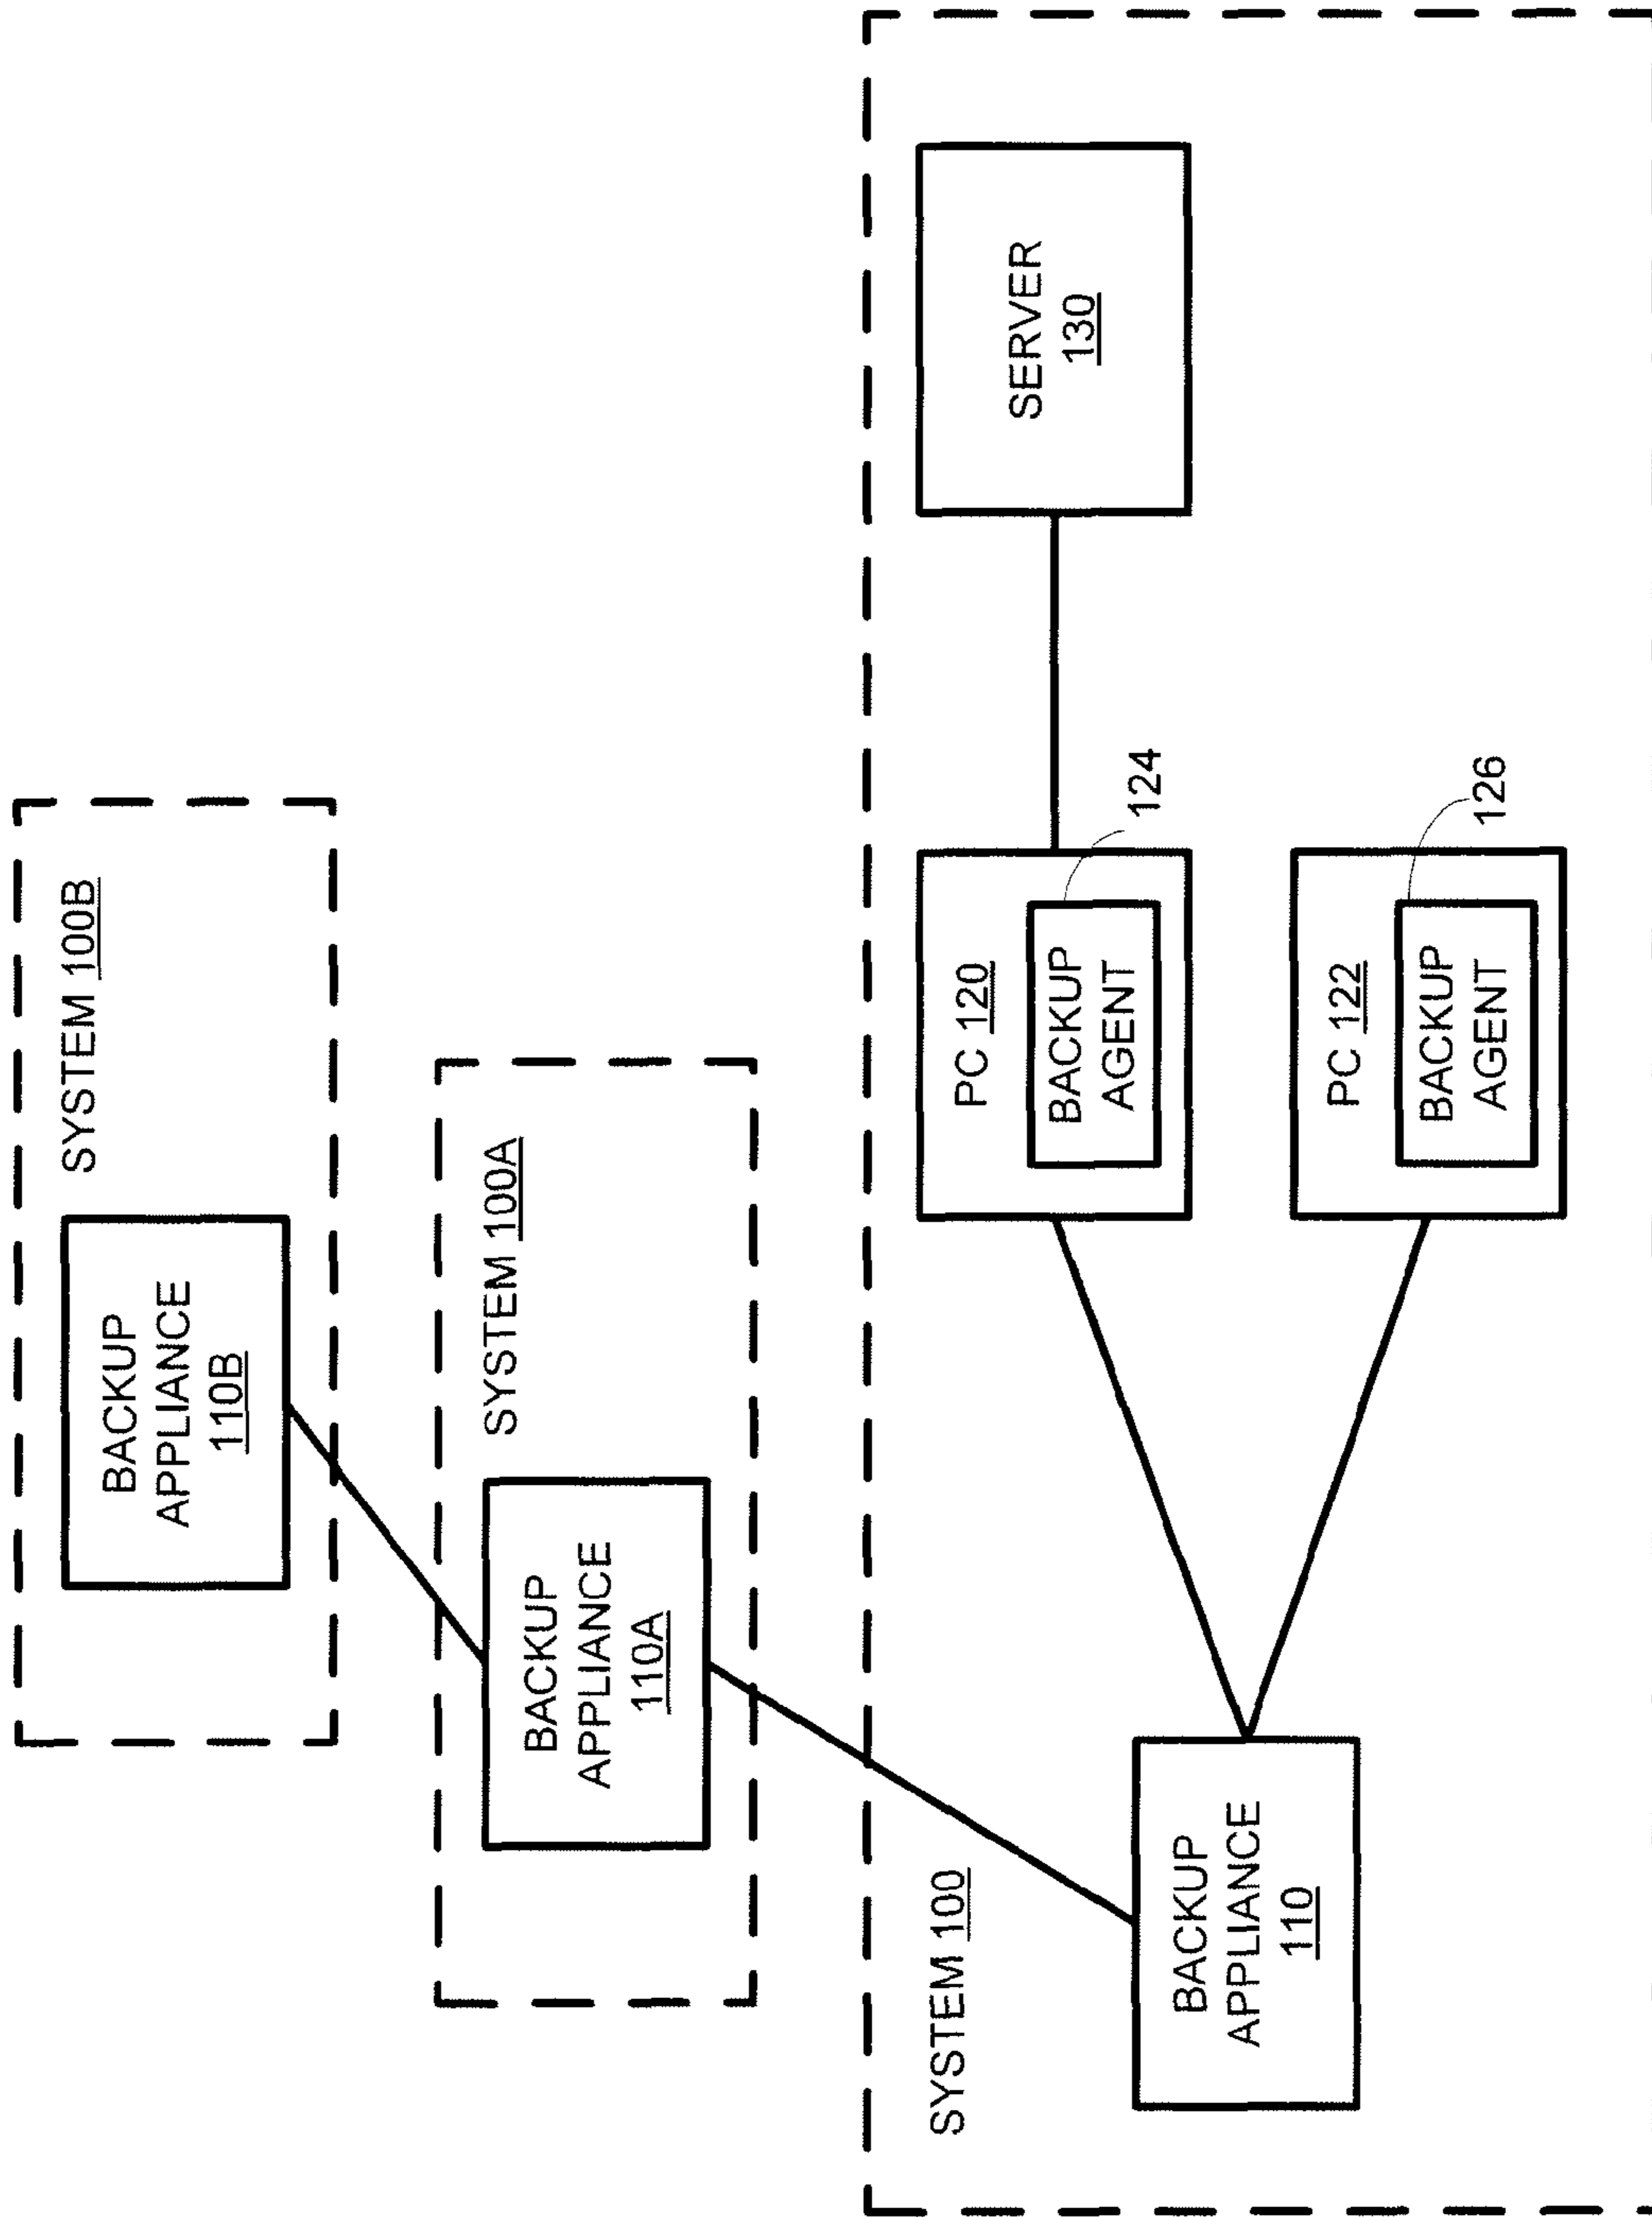 SYSTEM 100B
BACKUP
APPLIANCE
110B
SYSTEM 100A
BACKUP
APPLIANCE
110A
SYSTEM 100
BACKUP
APPLIANCE
110
PC 120
BACKUP
AGENT
124
SERVER
130
PC 122
BACKUP
AGENT
126